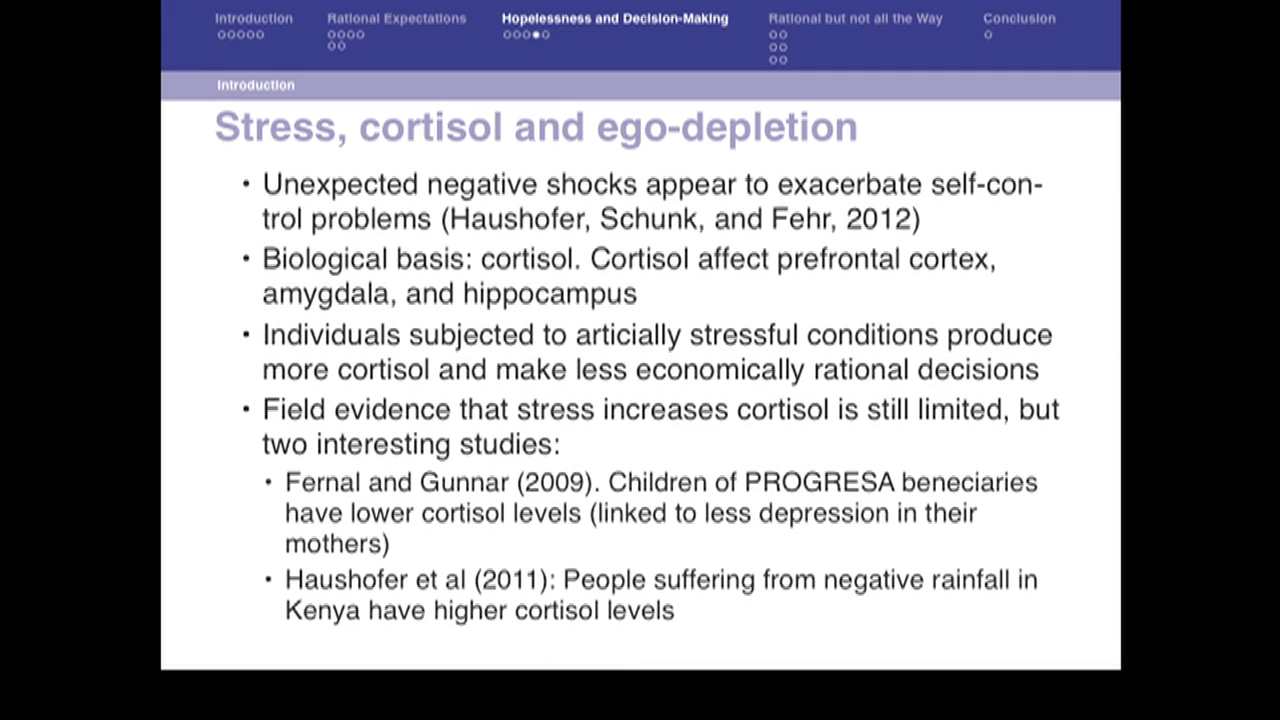 Introduction
Rational Expectations
Hopelessness and Decision-Making
Rational but not all the Way
Conclusion
Introduction
Stress, cortisol and ego-depletion
• Unexpected negative shocks appear to exacerbate self-con-
trol problems (Haushofer, Schunk, and Fehr, 2012)
• Biological basis: cortisol. Cortisol affect prefrontal cortex,
amygdala, and hippocampus
• Individuals subjected to articially stressful conditions produce
more cortisol and make less economically rational decisions
• Field evidence that stress increases cortisol is still limited, but
two interesting studies:
• Fernal and Gunnar (2009). Children of PROGRESA beneciaries
have lower cortisol levels (linked to less depression in their
mothers)
• Haushofer et al (2011): People suffering from negative rainfall in
Kenya have higher cortisol levels